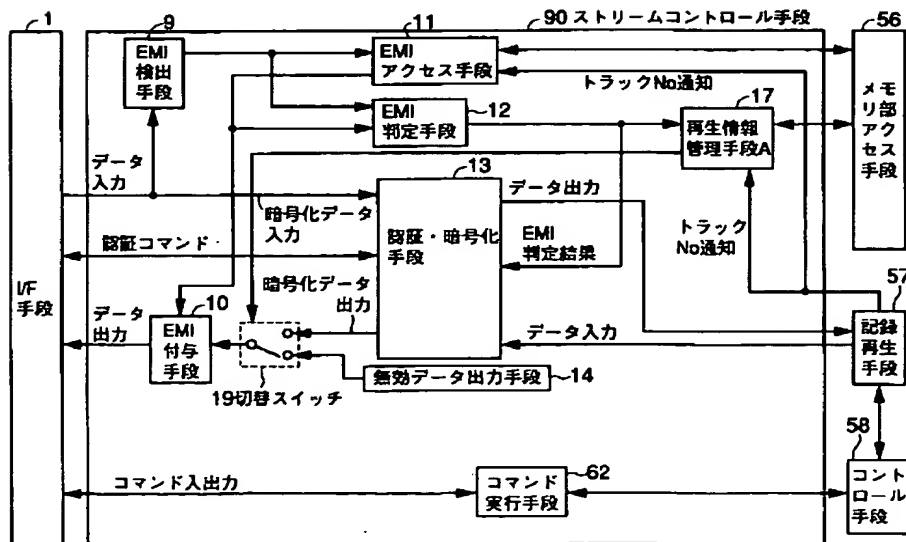 1
9
11
90ストリームコントロール手段
56
EMI
検出
手段
EMI
アクセス手段
トラックNo通知
12
EMI
判定手段
17
再生情報
管理手段A
メモリ部アクセス手段
データ
入力
13
データ出力
暗号化データ
入力
認証・暗号化
手段
EMI
判定結果
トラック
No通知
認証コマンド
I/F
手段
暗号化データ
出力
57
データ
出力
10
EMI
付与
手段
データ入力
記録
再生
手段
無効データ出力手段
14
19切替スイッチ
58
コマンド入出力
62
コマンド
実行手段
コント
ロール
手段